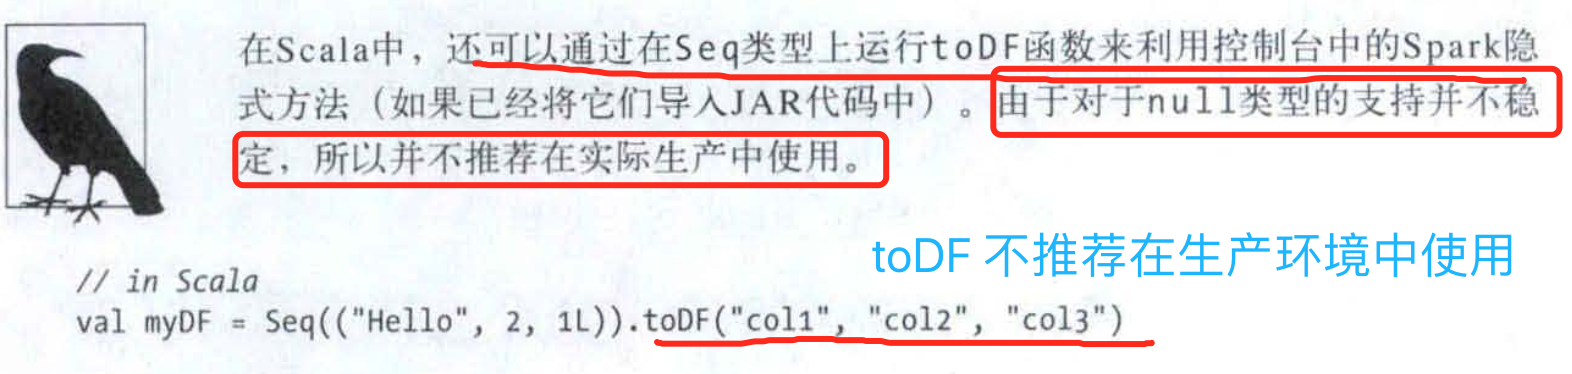 在Scala中，还可以通过在Seq类型上运行toDF函数来利用控制台中的Spark隐
式方法（如果已经将它们导入JAR代码中）。由于对于null类型的支持并不稳
定，所以并不推荐在实际生产中使用。
toDF 不推荐在生产环境中使用
// in Scala
val myDF = Seq(("Hello", 2, 1L)).toDF("col1", "col2", "col3")